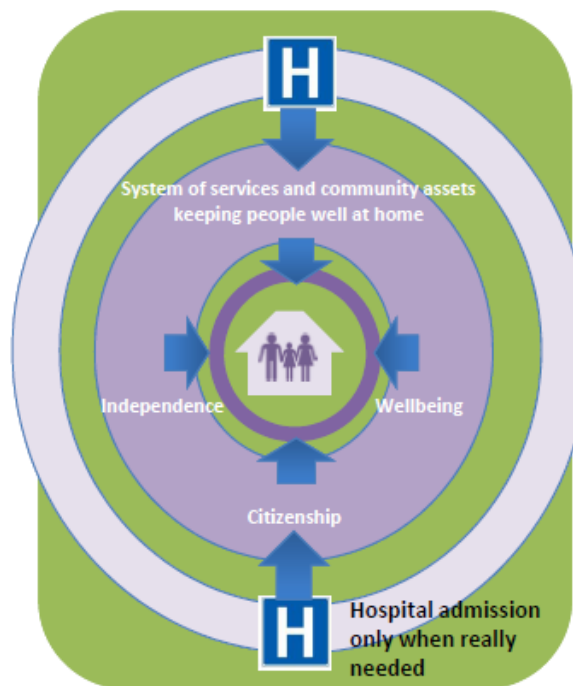 H
System of services and community assets
keeping people well at home
Independence
Wellbeing
Citizenship
H
Hospital admission
only when really
needed